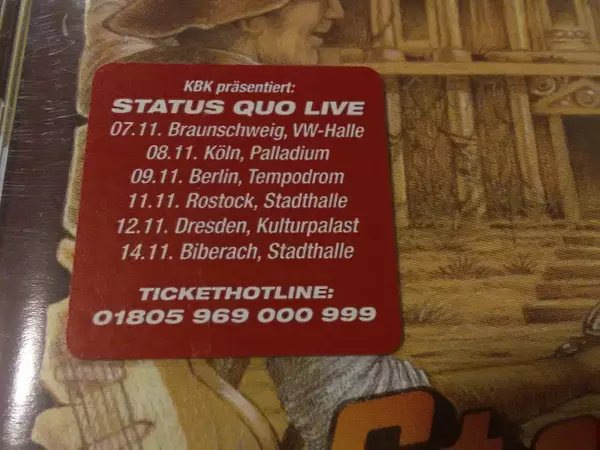 KBK präsentiert:
STATUS QUO LIVE
07.11. Braunschweig, VW-Halle
08.11. Köln, Palladium
09.11. Berlin, Tempodrom
11.11. Rostock, Stadthalle
12.11. Dresden, Kulturpalast
14.11. Biberach, Stadthalle
TICKETHOTLINE:
01805 969 000 999